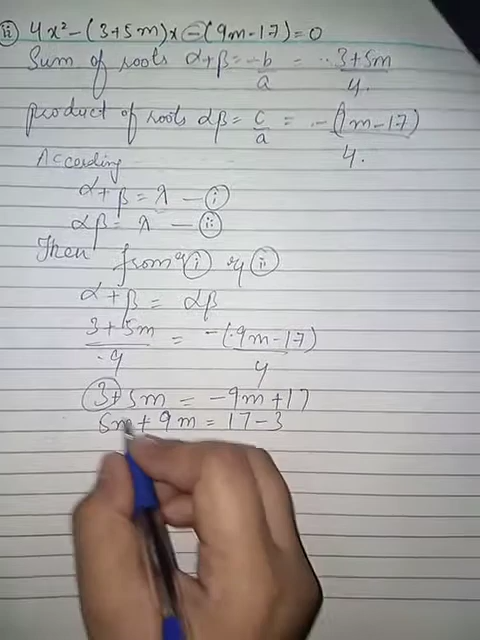 (ii) 4x² - (3+5m)x - (9m-17) = 0
Sum of roots α+β = -b/a = 3+5m/4
product of roots αβ = c/a = -(9m-17)/4.
According
α+β = λ — (i)
αβ = λ — (ii)
Then from (i) & (ii)
α+β = αβ
3+5m/4 = -(9m-17)/4
3+5m = -9m+17
5m+9m = 17-3